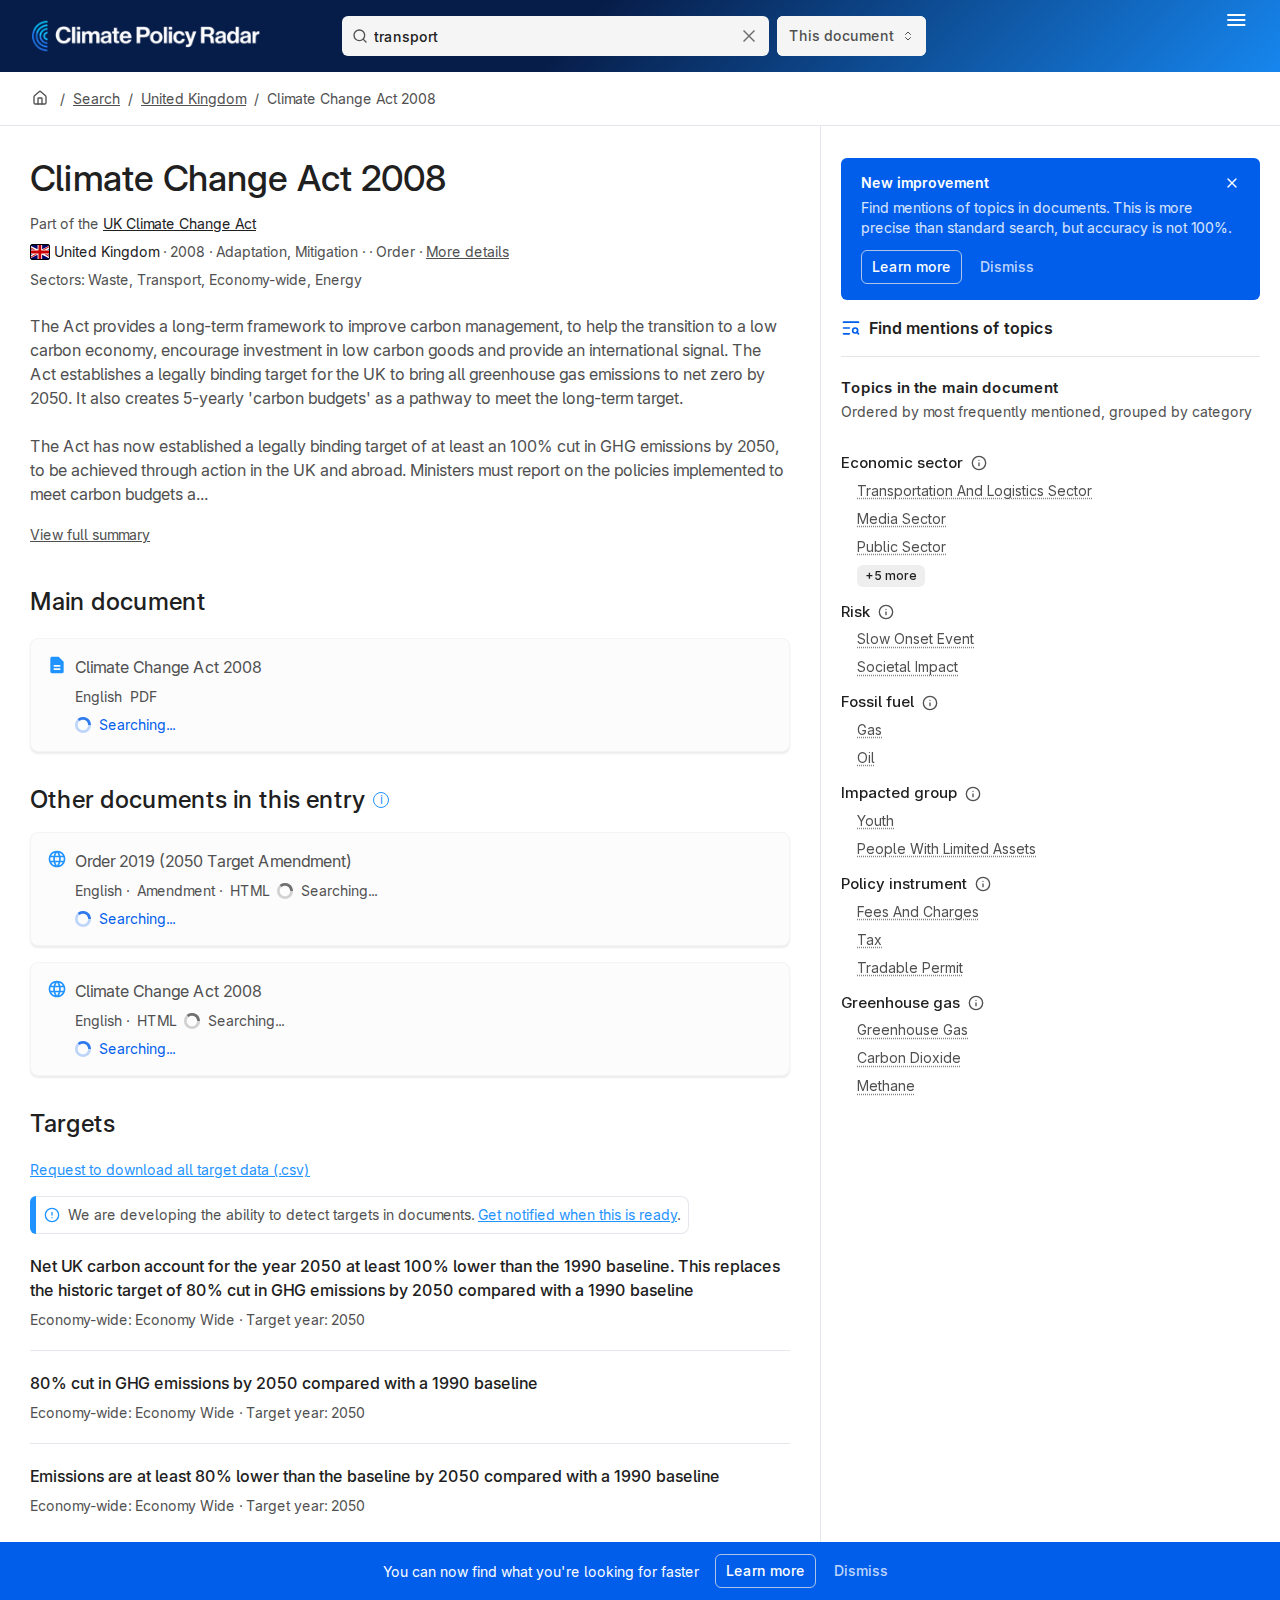 Climate Policy Radar
transport
This document
/ Search / United Kingdom / Climate Change Act 2008
Climate Change Act 2008
Part of the UK Climate Change Act
United Kingdom · 2008 · Adaptation, Mitigation · · Order · More details
Sectors: Waste, Transport, Economy-wide, Energy
The Act provides a long-term framework to improve carbon management, to help the transition to a low
carbon economy, encourage investment in low carbon goods and provide an international signal. The
Act establishes a legally binding target for the UK to bring all greenhouse gas emissions to net zero by
2050. It also creates 5-yearly 'carbon budgets' as a pathway to meet the long-term target.
The Act has now established a legally binding target of at least an 100% cut in GHG emissions by 2050,
to be achieved through action in the UK and abroad. Ministers must report on the policies implemented to
meet carbon budgets a...
View full summary
Main document
Climate Change Act 2008
English PDF
Searching...
Other documents in this entry
Order 2019 (2050 Target Amendment)
English · Amendment · HTML Searching...
Searching...
Climate Change Act 2008
English · HTML Searching...
Searching...
Targets
Request to download all target data (.csv)
We are developing the ability to detect targets in documents. Get notified when this is ready.
Net UK carbon account for the year 2050 at least 100% lower than the 1990 baseline. This replaces
the historic target of 80% cut in GHG emissions by 2050 compared with a 1990 baseline
Economy-wide: Economy Wide · Target year: 2050
80% cut in GHG emissions by 2050 compared with a 1990 baseline
Economy-wide: Economy Wide · Target year: 2050
Emissions are at least 80% lower than the baseline by 2050 compared with a 1990 baseline
Economy-wide: Economy Wide · Target year: 2050
New improvement
Find mentions of topics in documents. This is more
precise than standard search, but accuracy is not 100%.
Learn more Dismiss
Find mentions of topics
Topics in the main document
Ordered by most frequently mentioned, grouped by category
Economic sector
Transportation And Logistics Sector
Media Sector
Public Sector
+5 more
Risk
Slow Onset Event
Societal Impact
Fossil fuel
Gas
Oil
Impacted group
Youth
People With Limited Assets
Policy instrument
Fees And Charges
Tax
Tradable Permit
Greenhouse gas
Greenhouse Gas
Carbon Dioxide
Methane
You can now find what you're looking for faster Learn more Dismiss